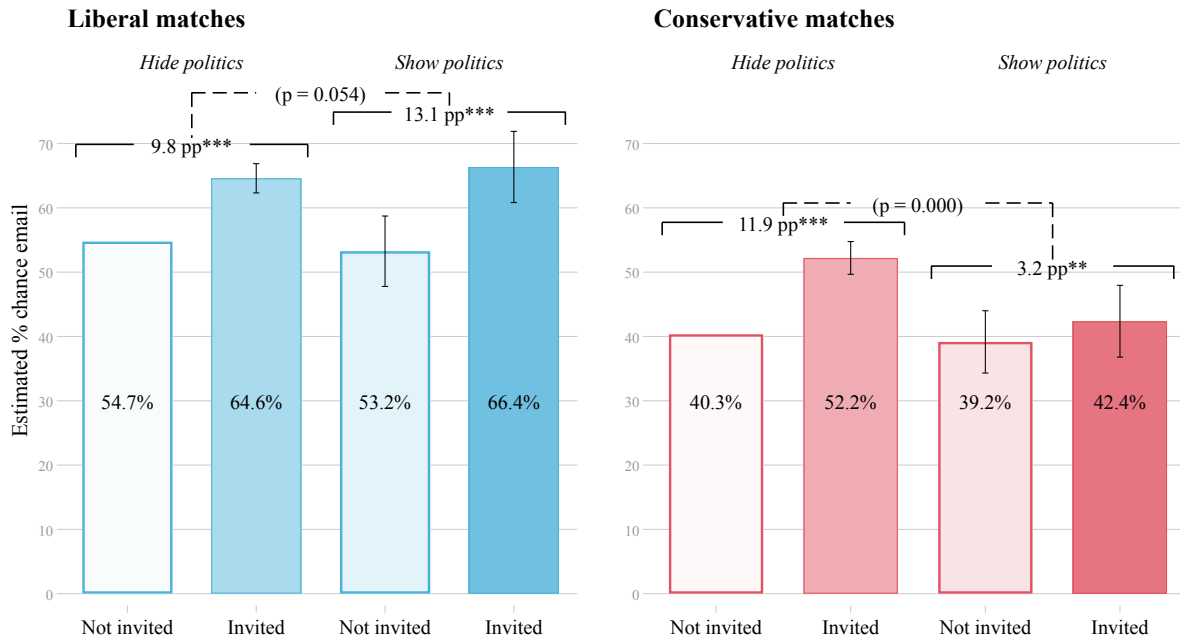 Liberal matches
Hide politics
Show politics
(p = 0.054)
13.1 pp***
9.8 pp***
Estimated % chance email
70
60
50
40
30
20
10
0
54.7%
64.6%
53.2%
66.4%
Not invited
Invited
Not invited
Invited
Conservative matches
Hide politics
Show politics
(p = 0.000)
11.9 pp***
3.2 pp**
70
60
50
40
30
20
10
0
40.3%
52.2%
39.2%
42.4%
Not invited
Invited
Not invited
Invited